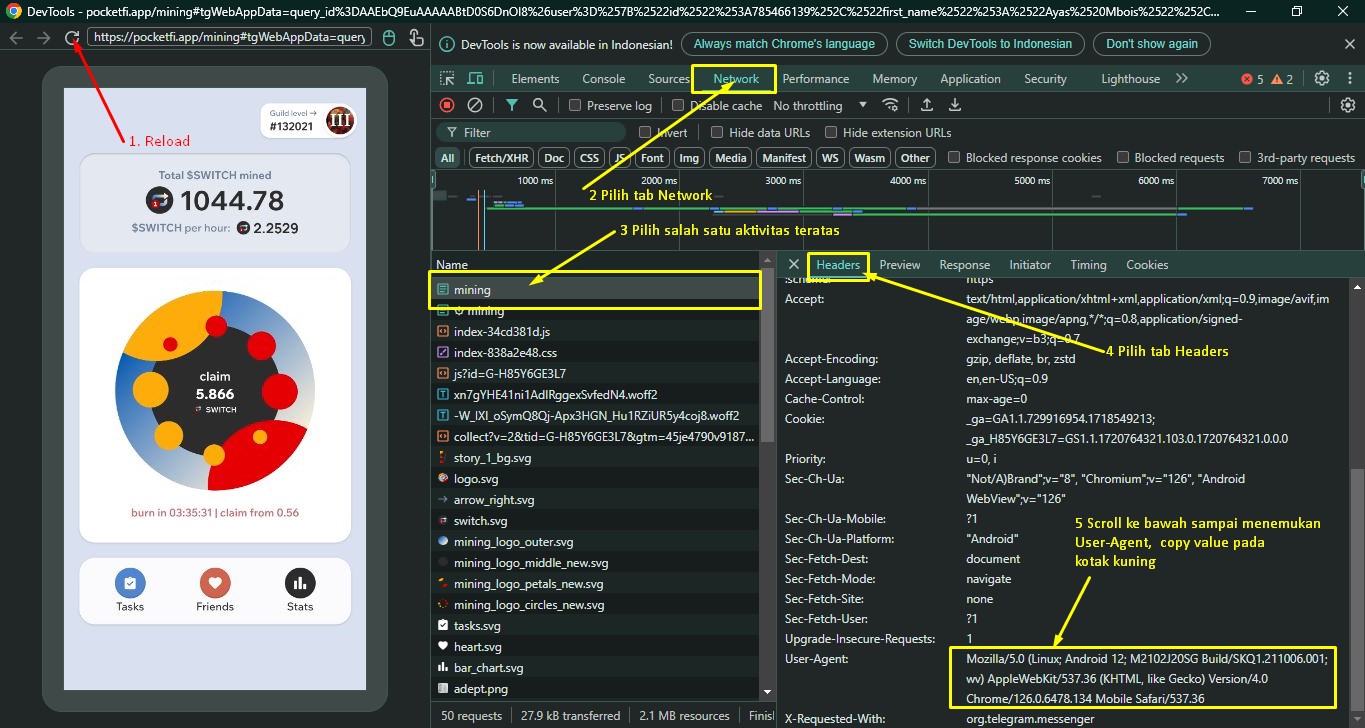 DevTools - pocketfi.app/mining#tgWebAppData=query_id%3DAAEbQ9EuAAAAABtD0S6DnOI8%26user%3D%257B%2522id%2522%253A785466139%252C%2522first_name%2522%253A%2522Ayas%2520Mbois%2522%252C...
https://pocketfi.app/mining#tgWebAppData=query
DevTools is now available in Indonesian!
Always match Chrome's language
Switch DevTools to Indonesian
Don't show again
Elements
Console
Sources
Network
Performance
Memory
Application
Security
Lighthouse
5
2
Preserve log
Disable cache
No throttling
Filter
Invert
Hide data URLs
Hide extension URLs
All
Fetch/XHR
Doc
CSS
JS
Font
Img
Media
Manifest
WS
Wasm
Other
Blocked response cookies
Blocked requests
3rd-party requests
1000 ms
2000 ms
3000 ms
4000 ms
5000 ms
6000 ms
7000 ms
1. Reload
2 Pilih tab Network
3 Pilih salah satu aktivitas teratas
4 Pilih tab Headers
5 Scroll ke bawah sampai menemukan
User-Agent, copy value pada
kotak kuning
Guild level →
#132021
III
Total $SWITCH mined
1044.78
$SWITCH per hour: 2.2529
claim
5.866
SWITCH
burn in 03:35:31 | claim from 0.56
Tasks
Friends
Stats
Name
mining
mining
index-34cd381d.js
index-838a2e48.css
js?id=G-H85Y6GE3L7
xn7gYHE41ni1AdIRggexSvfedN4.woff2
-W_IXI_oSymQ8Qj-Apx3HGN_Hu1RZiUR5y4coj8.woff2
collect?v=2&tid=G-H85Y6GE3L7&gtm=45je4790v9187...
story_1_bg.svg
logo.svg
arrow_right.svg
switch.svg
mining_logo_outer.svg
mining_logo_middle_new.svg
mining_logo_petals_new.svg
mining_logo_circles_new.svg
tasks.svg
heart.svg
bar_chart.svg
adept.png
50 requests
27.9 kB transferred
2.1 MB resources
Finis
Headers
Preview
Response
Initiator
Timing
Cookies
:scheme:
https
Accept:
text/html,application/xhtml+xml,application/xml;q=0.9,image/avif,im
age/webp,image/apng,*/*;q=0.8,application/signed-
exchange;v=b3;q=0.7
Accept-Encoding:
gzip, deflate, br, zstd
Accept-Language:
en,en-US;q=0.9
Cache-Control:
max-age=0
Cookie:
_ga=GA1.1.729916954.1718549213;
_ga_H85Y6GE3L7=GS1.1.1720764321.103.0.1720764321.0.0.0
Priority:
u=0, i
Sec-Ch-Ua:
"Not/A)Brand";v="8", "Chromium";v="126", "Android
WebView";v="126"
Sec-Ch-Ua-Mobile:
?1
Sec-Ch-Ua-Platform:
"Android"
Sec-Fetch-Dest:
document
Sec-Fetch-Mode:
navigate
Sec-Fetch-Site:
none
Sec-Fetch-User:
?1
Upgrade-Insecure-Requests:
1
User-Agent:
Mozilla/5.0 (Linux; Android 12; M2102J20SG Build/SKQ1.211006.001;
wv) AppleWebKit/537.36 (KHTML, like Gecko) Version/4.0
Chrome/126.0.6478.134 Mobile Safari/537.36
X-Requested-With:
org.telegram.messenger